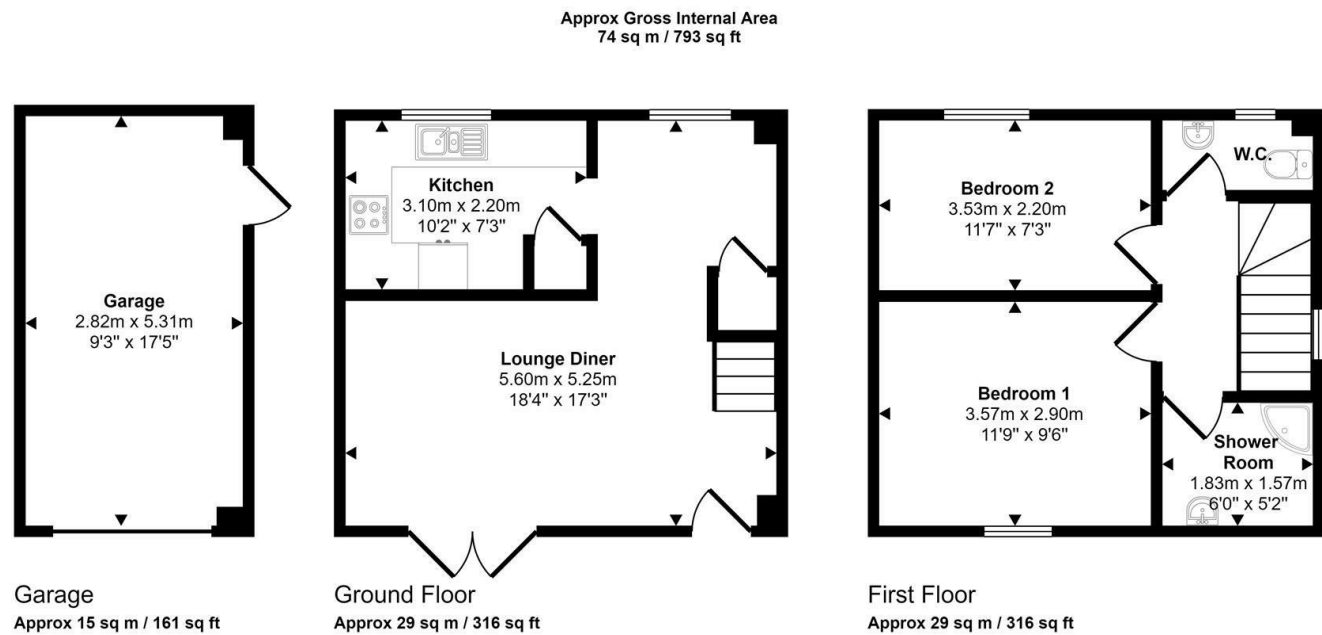 Approx Gross Internal Area
74 sq m / 793 sq ft
Garage
2.82m x 5.31m
9'3" x 17'5"
Kitchen
3.10m x 2.20m
10'2" x 7'3"
Lounge Diner
5.60m x 5.25m
18'4" x 17'3"
Bedroom 2
3.53m x 2.20m
11'7" x 7'3"
W.C.
Bedroom 1
3.57m x 2.90m
11'9" x 9'6"
Shower
Room
1.83m x 1.57m
6'0" x 5'2"
Garage
Approx 15 sq m / 161 sq ft
Ground Floor
Approx 29 sq m / 316 sq ft
First Floor
Approx 29 sq m / 316 sq ft